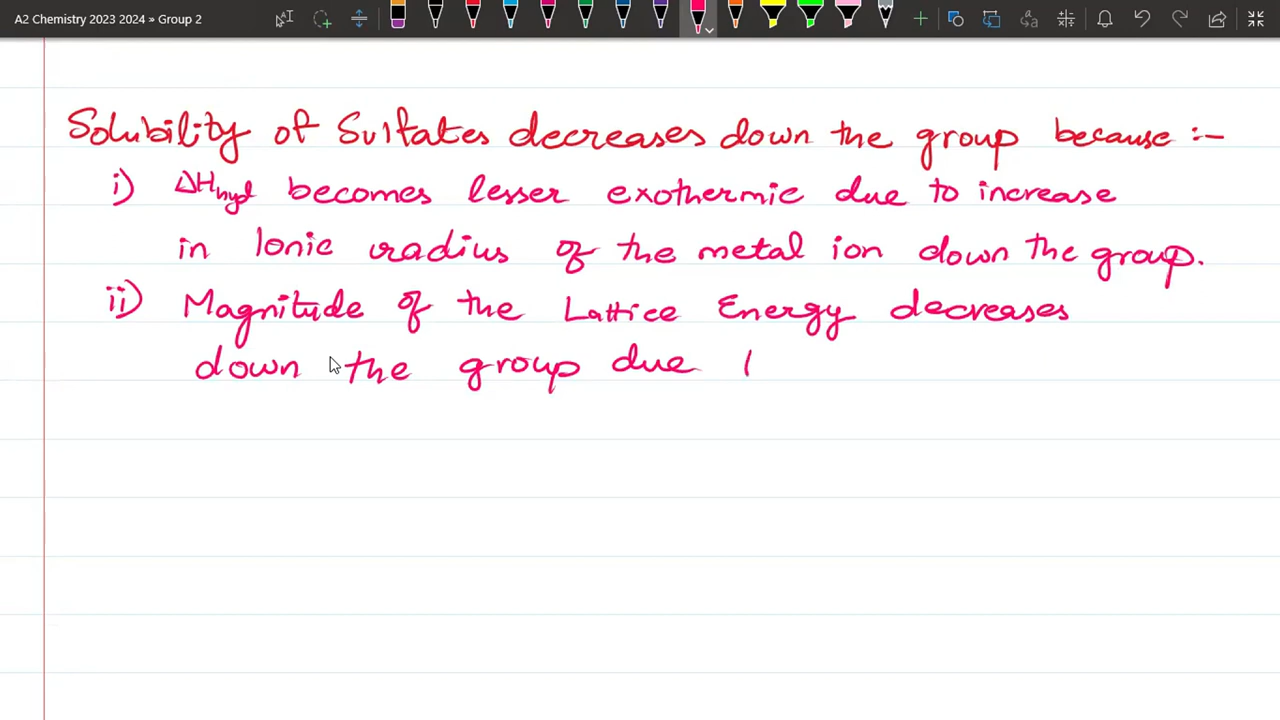 A2 Chemistry 2023 2024 » Group 2
Solubility of Sulfates decreases down the group because :-
i) ΔHhyd becomes lesser exothermic due to increase
in Ionic radius of the metal ion down the group.
ii) Magnitude of the Lattice Energy decreases
down the group due